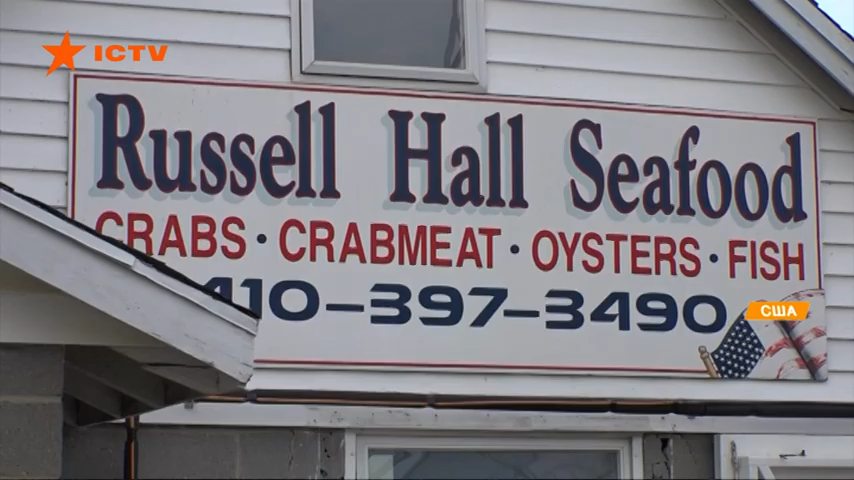 ICTV
Russell Hall Seafood
CRABS · CRABMEAT · OYSTERS · FISH
410-397-3490
США